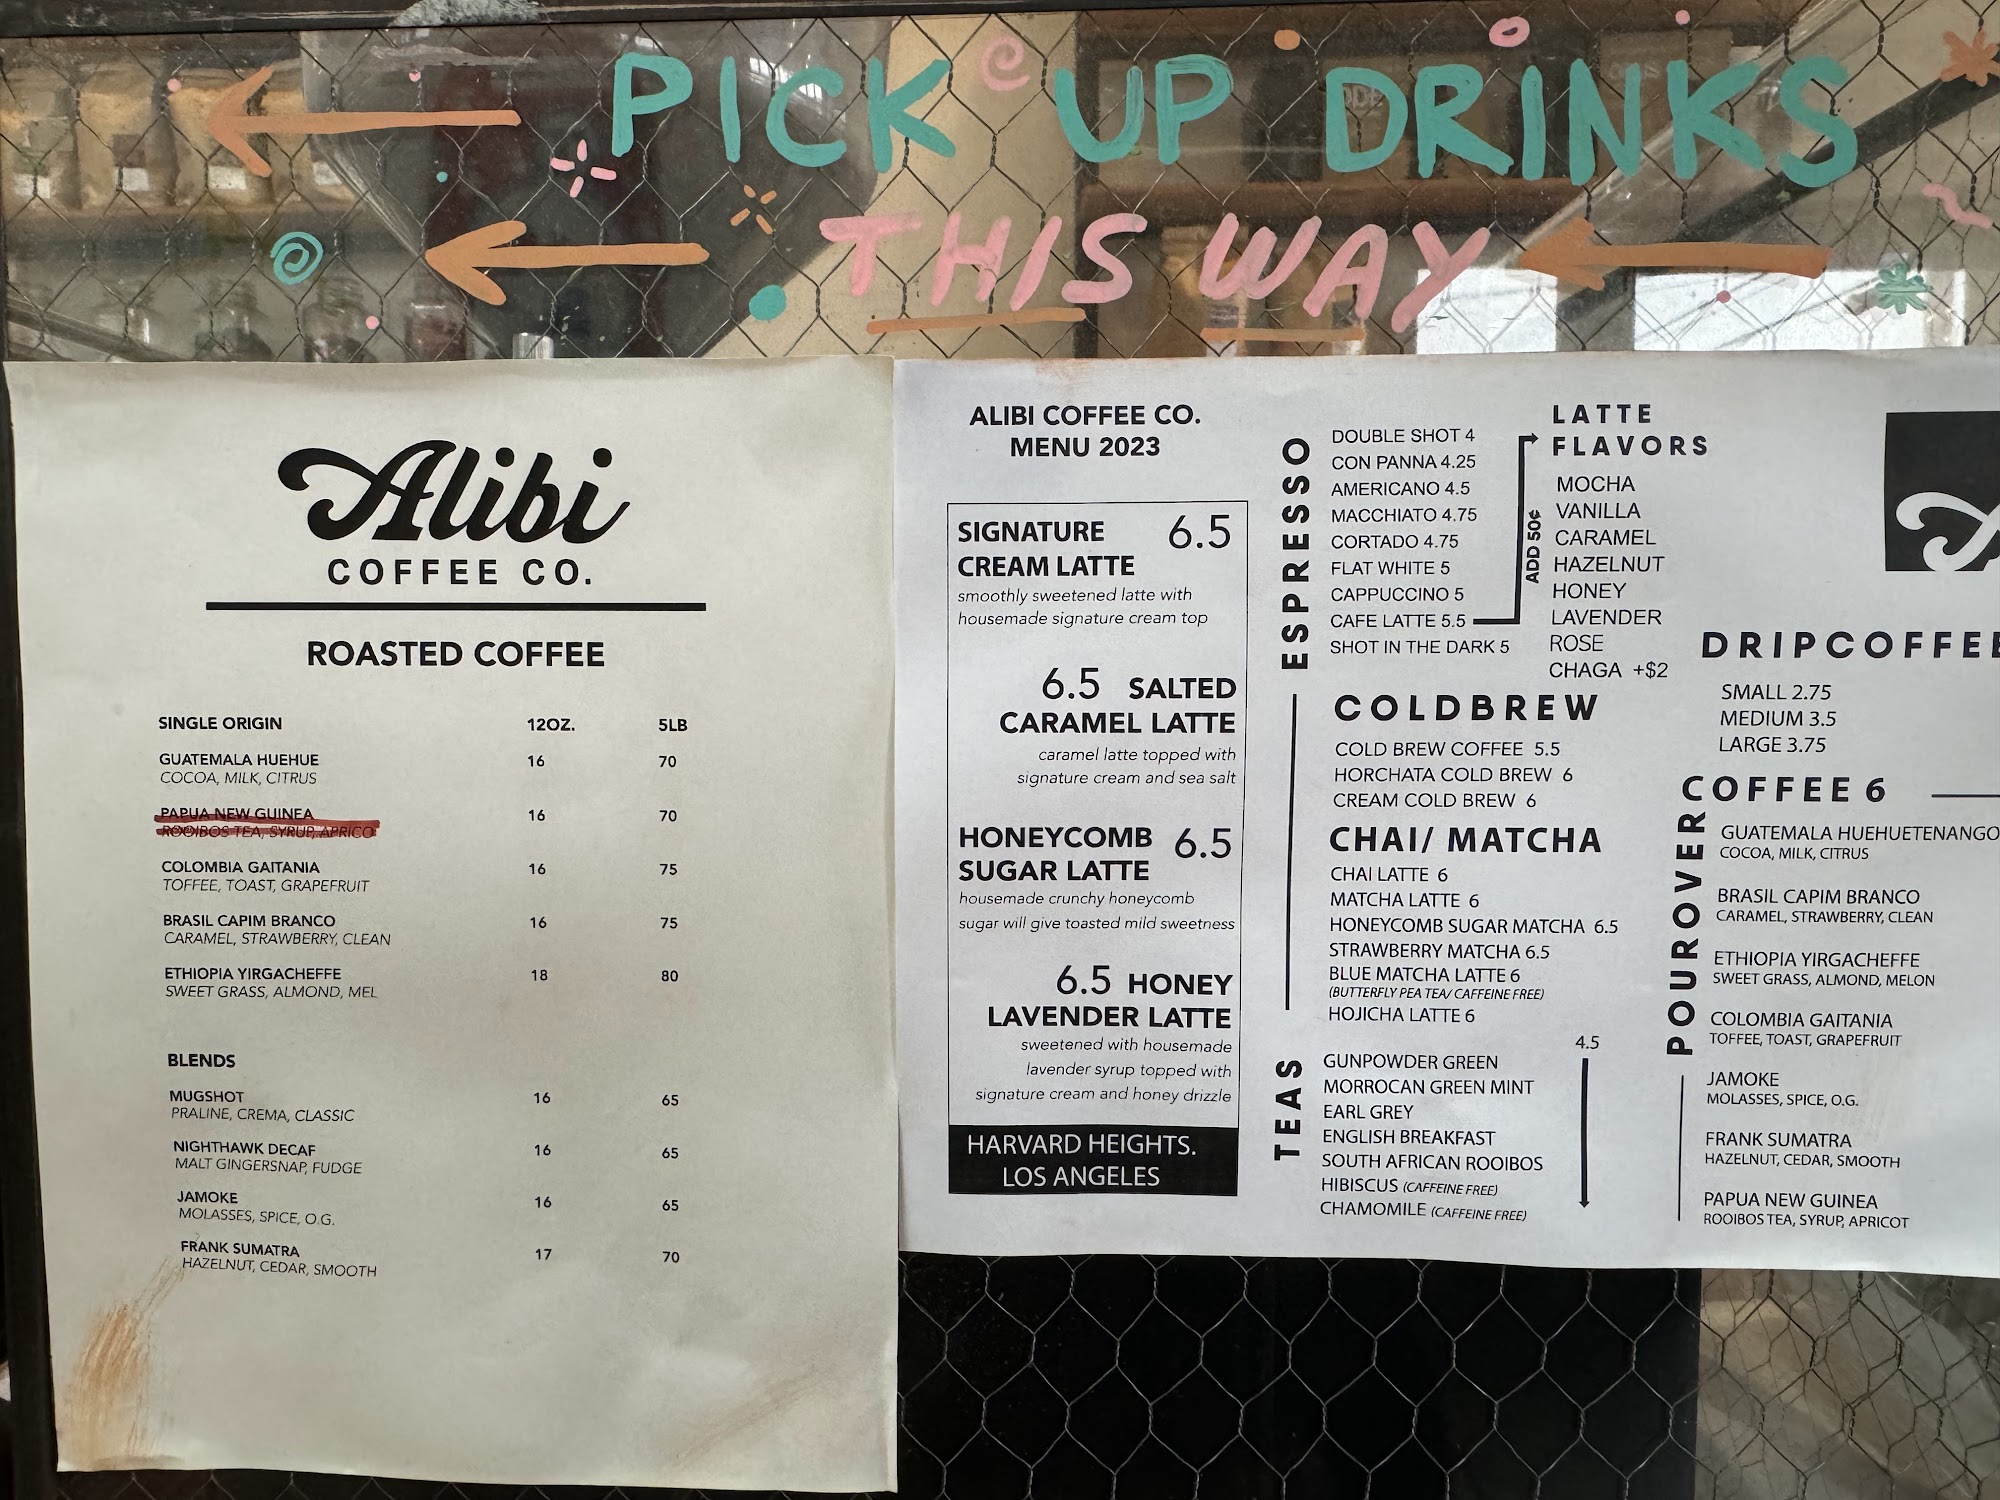 PICK UP DRINKS
THIS WAY
Alibi
COFFEE CO.
ROASTED COFFEE
SINGLE ORIGIN 12OZ. 5LB
GUATEMALA HUEHUE 16 70
COCOA, MILK, CITRUS
PAPUA NEW GUINEA 16 70
ROOIBOS TEA, SYRUP, APRICO
COLOMBIA GAITANIA 16 75
TOFFEE, TOAST, GRAPEFRUIT
BRASIL CAPIM BRANCO 16 75
CARAMEL, STRAWBERRY, CLEAN
ETHIOPIA YIRGACHEFFE 18 80
SWEET GRASS, ALMOND, MEL
BLENDS
MUGSHOT 16 65
PRALINE, CREMA, CLASSIC
NIGHTHAWK DECAF 16 65
MALT GINGERSNAP, FUDGE
JAMOKE 16 65
MOLASSES, SPICE, O.G.
FRANK SUMATRA 17 70
HAZELNUT, CEDAR, SMOOTH
ALIBI COFFEE CO.
MENU 2023
SIGNATURE 6.5
CREAM LATTE
smoothly sweetened latte with
housemade signature cream top
6.5 SALTED
CARAMEL LATTE
caramel latte topped with
signature cream and sea salt
HONEYCOMB 6.5
SUGAR LATTE
housemade crunchy honeycomb
sugar will give toasted mild sweetness
6.5 HONEY
LAVENDER LATTE
sweetened with housemade
lavender syrup topped with
signature cream and honey drizzle
HARVARD HEIGHTS.
LOS ANGELES
ESPRESSO
DOUBLE SHOT 4
CON PANNA 4.25
AMERICANO 4.5
MACCHIATO 4.75
CORTADO 4.75
FLAT WHITE 5
CAPPUCCINO 5
CAFE LATTE 5.5
SHOT IN THE DARK 5
ADD 50¢
LATTE
FLAVORS
MOCHA
VANILLA
CARAMEL
HAZELNUT
HONEY
LAVENDER
ROSE
CHAGA +$2
COLDBREW
COLD BREW COFFEE 5.5
HORCHATA COLD BREW 6
CREAM COLD BREW 6
CHAI/ MATCHA
CHAI LATTE 6
MATCHA LATTE 6
HONEYCOMB SUGAR MATCHA 6.5
STRAWBERRY MATCHA 6.5
BLUE MATCHA LATTE 6
(BUTTERFLY PEA TEA/ CAFFEINE FREE)
HOJICHA LATTE 6
TEAS
4.5
GUNPOWDER GREEN
MORROCAN GREEN MINT
EARL GREY
ENGLISH BREAKFAST
SOUTH AFRICAN ROOIBOS
HIBISCUS (CAFFEINE FREE)
CHAMOMILE (CAFFEINE FREE)
DRIPCOFFEE
SMALL 2.75
MEDIUM 3.5
LARGE 3.75
POUROVER
COFFEE 6
GUATEMALA HUEHUETENANGO
COCOA, MILK, CITRUS
BRASIL CAPIM BRANCO
CARAMEL, STRAWBERRY, CLEAN
ETHIOPIA YIRGACHEFFE
SWEET GRASS, ALMOND, MELON
COLOMBIA GAITANIA
TOFFEE, TOAST, GRAPEFRUIT
JAMOKE
MOLASSES, SPICE, O.G.
FRANK SUMATRA
HAZELNUT, CEDAR, SMOOTH
PAPUA NEW GUINEA
ROOIBOS TEA, SYRUP, APRICOT